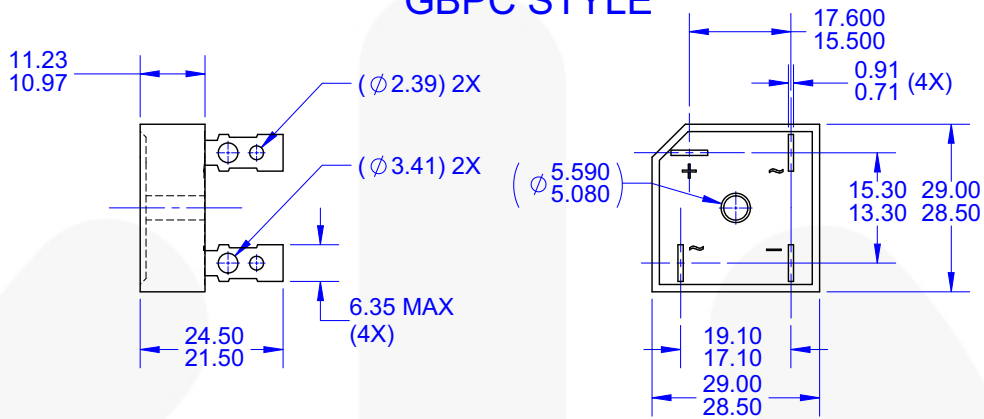 GBPC STYLE
11.23
10.97
(⌀2.39) 2X
(⌀3.41) 2X
6.35 MAX
(4X)
24.50
21.50
17.600
15.500
0.91
0.71 (4X)
(⌀5.590
5.080)
+ ~
~ −
15.30 29.00
13.30 28.50
19.10
17.10
29.00
28.50